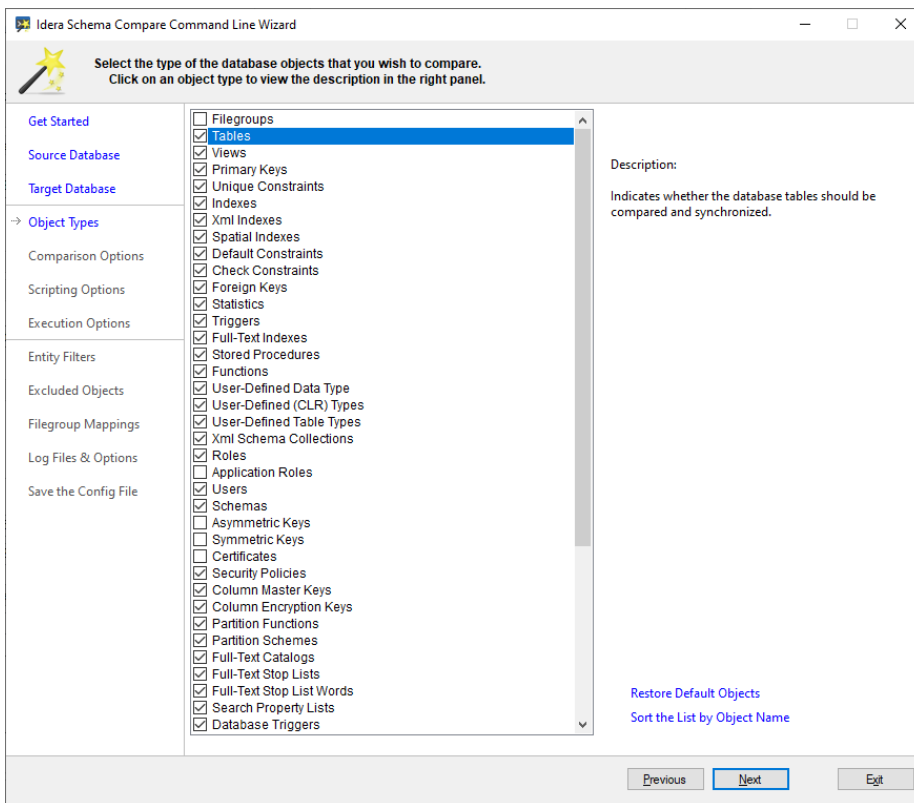 Idera Schema Compare Command Line Wizard
Select the type of the database objects that you wish to compare.
Click on an object type to view the description in the right panel.
Get Started
Source Database
Target Database
Object Types
Comparison Options
Scripting Options
Execution Options
Entity Filters
Excluded Objects
Filegroup Mappings
Log Files & Options
Save the Config File
Filegroups
Tables
Views
Primary Keys
Unique Constraints
Indexes
Xml Indexes
Spatial Indexes
Default Constraints
Check Constraints
Foreign Keys
Statistics
Triggers
Full-Text Indexes
Stored Procedures
Functions
User-Defined Data Type
User-Defined (CLR) Types
User-Defined Table Types
Xml Schema Collections
Roles
Application Roles
Users
Schemas
Asymmetric Keys
Symmetric Keys
Certificates
Security Policies
Column Master Keys
Column Encryption Keys
Partition Functions
Partition Schemes
Full-Text Catalogs
Full-Text Stop Lists
Full-Text Stop List Words
Search Property Lists
Database Triggers
Description:
Indicates whether the database tables should be
compared and synchronized.
Restore Default Objects
Sort the List by Object Name
Previous
Next
Exit